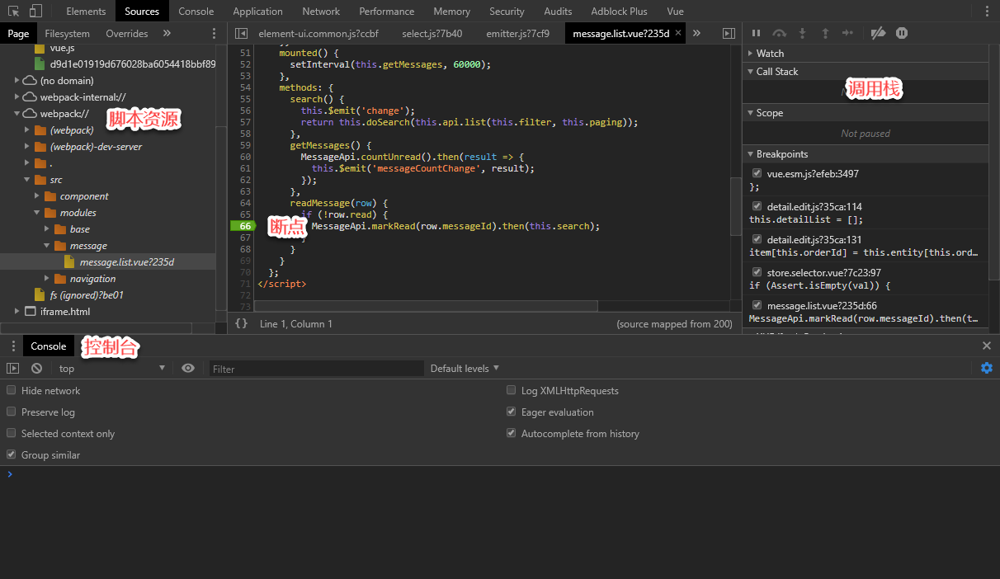 Elements Sources Console Application Network Performance Memory Security Audits Adblock Plus Vue
Page Filesystem Overrides »
element-ui.common.js?ccbf select.js?7b40 emitter.js?7cf9 message.list.vue?235d × »
vue.js
d9d1e01919d676028ba6054418bbf89
(no domain)
webpack-internal://
webpack://
脚本资源
(webpack)
(webpack)-dev-server
.
src
component
modules
base
message
message.list.vue?235d
navigation
fs (ignored)?be01
iframe.html
51 mounted() {
52 setInterval(this.getMessages, 60000);
53 },
54 methods: {
55 search() {
56 this.$emit('change');
57 return this.doSearch(this.api.list(this.filter, this.paging));
58 },
59 getMessages() {
60 MessageApi.countUnread().then(result => {
61 this.$emit('messageCountChange', result);
62 });
63 },
64 readMessage(row) {
65 if (!row.read) {
66 MessageApi.markRead(row.messageId).then(this.search);
断点
67 }
68 }
69 }
70 };
71 </script>
72
73
{} Line 1, Column 1 (source mapped from 200)
Watch
Call Stack
调用栈
Scope
Not paused
Breakpoints
vue.esm.js?efeb:3497
};
detail.edit.js?35ca:114
this.detailList = [];
detail.edit.js?35ca:131
item[this.orderId] = this.entity[this.ord…
store.selector.vue?7c23:97
if (Assert.isEmpty(val)) {
message.list.vue?235d:66
MessageApi.markRead(row.messageId).then(t…
Console
控制台
top Filter Default levels
Hide network
Preserve log
Selected context only
Group similar
Log XMLHttpRequests
Eager evaluation
Autocomplete from history